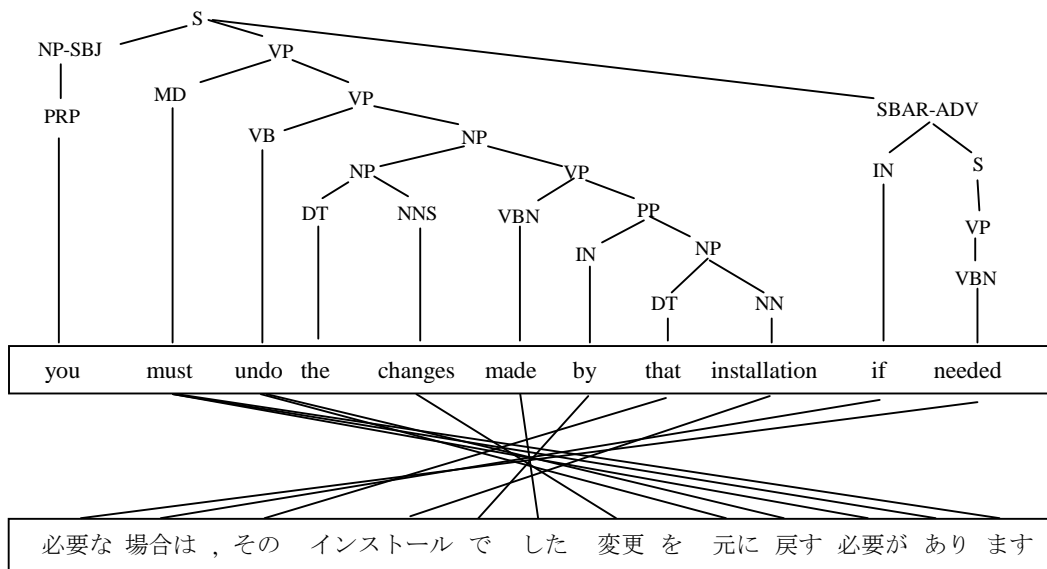 S
NP-SBJ VP
MD VP SBAR-ADV
PRP VB NP
NP VP IN S
DT NNS VBN PP
IN NP VP
DT NN VBN
you must undo the changes made by that installation if needed
必要な 場合は , その インストール で した 変更 を 元に 戻す 必要が あり ます